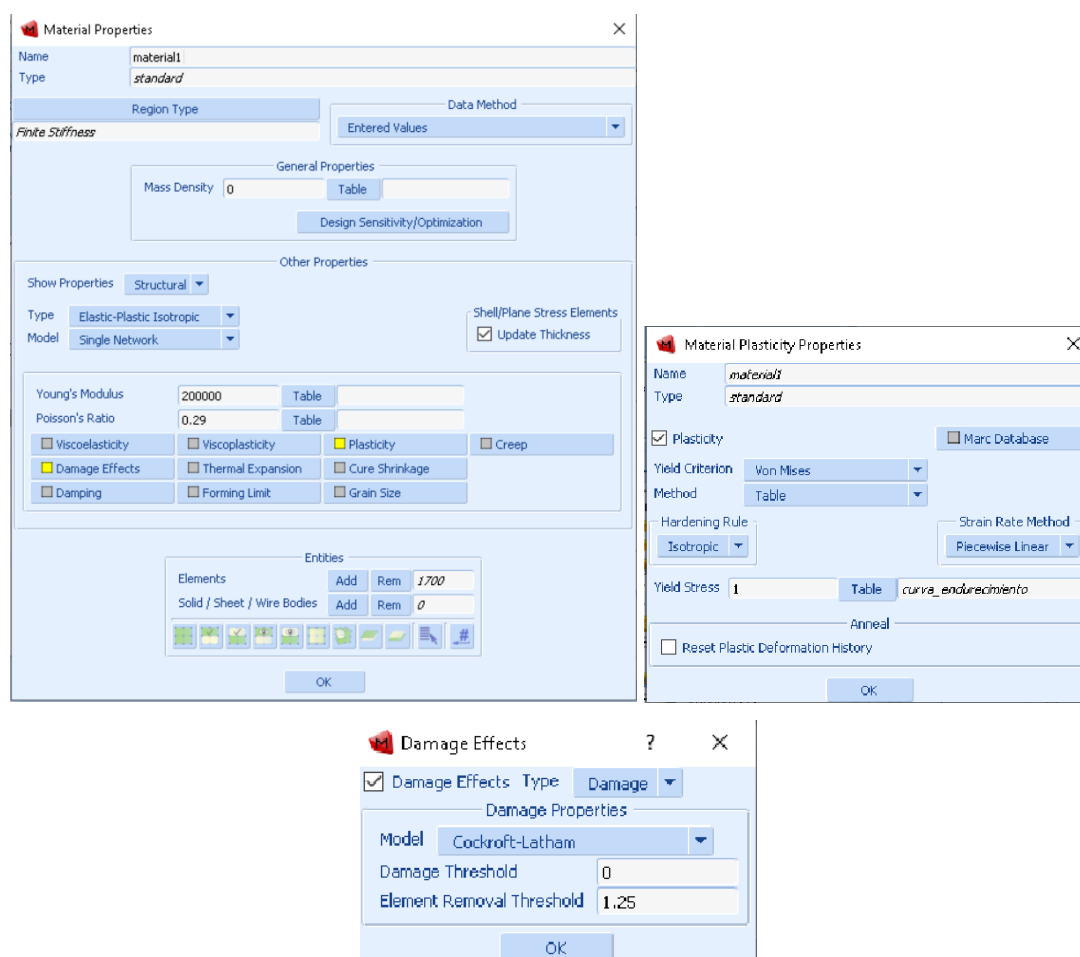 Material Properties
Name material1
Type standard
Region Type
Finite Stiffness
Data Method
Entered Values
General Properties
Mass Density 0 Table
Design Sensitivity/Optimization
Other Properties
Show Properties Structural
Type Elastic-Plastic Isotropic
Model Single Network
Shell/Plane Stress Elements
Update Thickness
Young's Modulus 200000 Table
Poisson's Ratio 0.29 Table
Viscoelasticity Viscoplasticity Plasticity Creep
Damage Effects Thermal Expansion Cure Shrinkage
Damping Forming Limit Grain Size
Entities
Elements Add Rem 1700
Solid / Sheet / Wire Bodies Add Rem 0
#
OK
Material Plasticity Properties
Name material1
Type standard
Plasticity Marc Database
Yield Criterion Von Mises
Method Table
Hardening Rule Strain Rate Method
Isotropic Piecewise Linear
Yield Stress 1 Table curva_endurecimiento
Anneal
Reset Plastic Deformation History
OK
Damage Effects ?
Damage Effects Type Damage
Damage Properties
Model Cockroft-Latham
Damage Threshold 0
Element Removal Threshold 1.25
OK